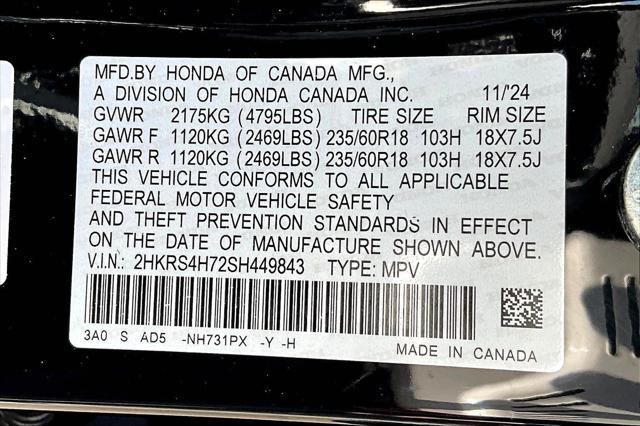 MFD.BY HONDA OF CANADA MFG.,
A DIVISION OF HONDA CANADA INC. 11/'24
GVWR 2175KG (4795LBS) TIRE SIZE RIM SIZE
GAWR F 1120KG (2469LBS) 235/60R18 103H 18X7.5J
GAWR R 1120KG (2469LBS) 235/60R18 103H 18X7.5J
THIS VEHICLE CONFORMS TO ALL APPLICABLE
FEDERAL MOTOR VEHICLE SAFETY
AND THEFT PREVENTION STANDARDS IN EFFECT
ON THE DATE OF MANUFACTURE SHOWN ABOVE.
V.I.N.: 2HKRS4H72SH449843 TYPE: MPV
3A0 S AD5 -NH731PX -Y -H
MADE IN CANADA